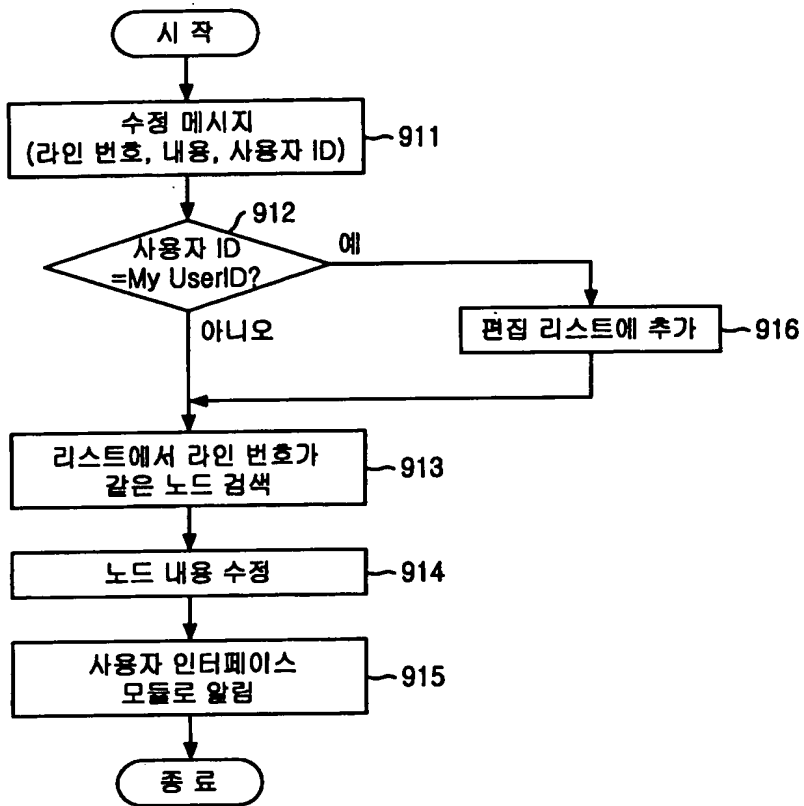 시 작
수정 메시지
(라인 번호, 내용, 사용자 ID)
911
912
사용자 ID
=My UserID?
예
아니오
편집 리스트에 추가
916
리스트에서 라인 번호가
같은 노드 검색
913
노드 내용 수정
914
사용자 인터페이스
모듈로 알림
915
종 료